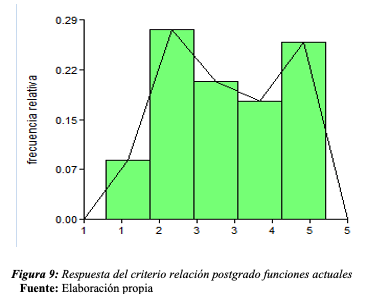 0.29
0.22
0.15
0.07
0.00
frecuencia relativa
1 1 2 3 3 4 5 5
Figura 9: Respuesta del criterio relación postgrado funciones actuales
Fuente: Elaboración propia